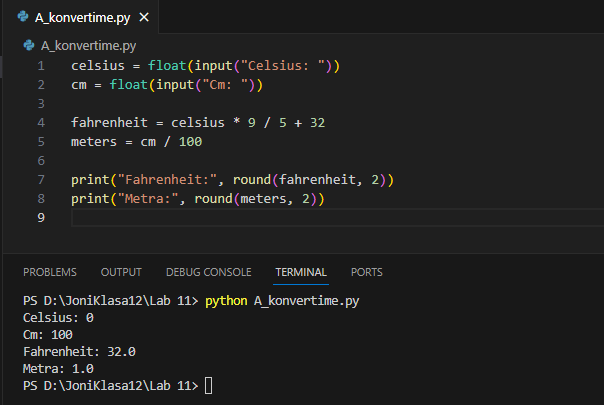 A_konvertime.py
A_konvertime.py
1 celsius = float(input("Celsius: "))
2 cm = float(input("Cm: "))
3
4 fahrenheit = celsius * 9 / 5 + 32
5 meters = cm / 100
6
7 print("Fahrenheit:", round(fahrenheit, 2))
8 print("Metra:", round(meters, 2))
9
PROBLEMS OUTPUT DEBUG CONSOLE TERMINAL PORTS
PS D:\JoniKlasa12\Lab 11> python A_konvertime.py
Celsius: 0
Cm: 100
Fahrenheit: 32.0
Metra: 1.0
PS D:\JoniKlasa12\Lab 11>